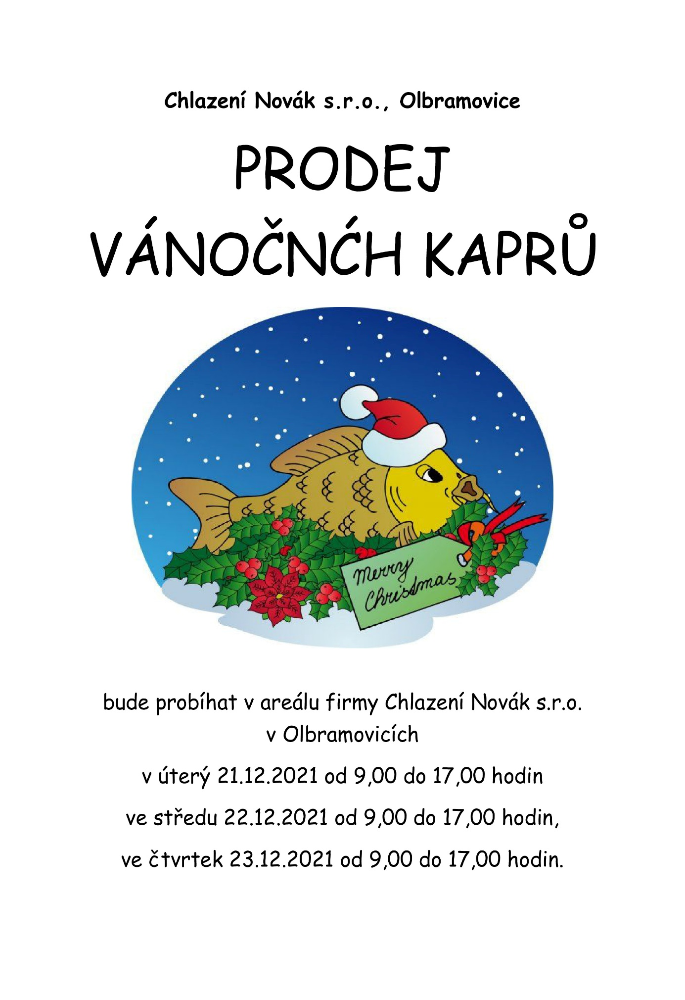 Chlazení Novák s.r.o., Olbramovice
PRODEJ
VÁNOČNĆH KAPRŮ
Merry
Christmas
bude probíhat v areálu firmy Chlazení Novák s.r.o.
v Olbramovicích
v úterý 21.12.2021 od 9,00 do 17,00 hodin
ve středu 22.12.2021 od 9,00 do 17,00 hodin,
ve čtvrtek 23.12.2021 od 9,00 do 17,00 hodin.